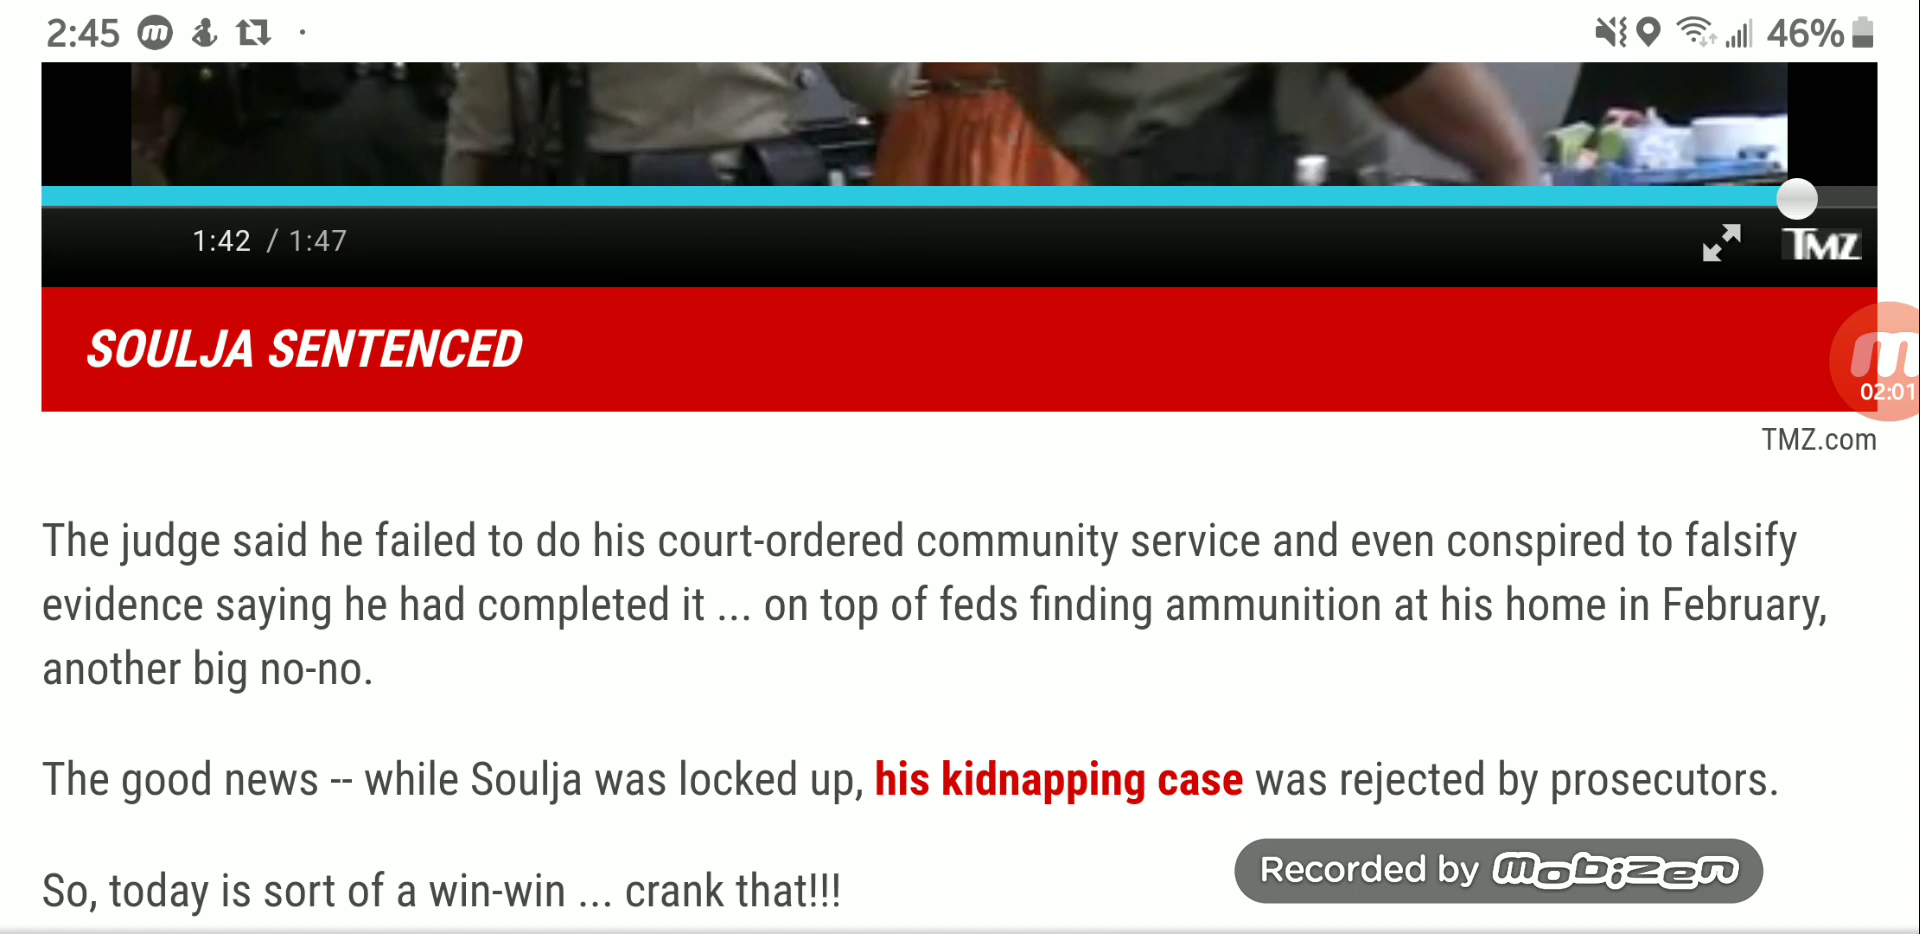 2:45 46%
1:42 / 1:47 TMZ
SOULJA SENTENCED
02:01
TMZ.com
The judge said he failed to do his court-ordered community service and even conspired to falsify
evidence saying he had completed it ... on top of feds finding ammunition at his home in February,
another big no-no.
The good news -- while Soulja was locked up, his kidnapping case was rejected by prosecutors.
Recorded by mobizen
So, today is sort of a win-win ... crank that!!!